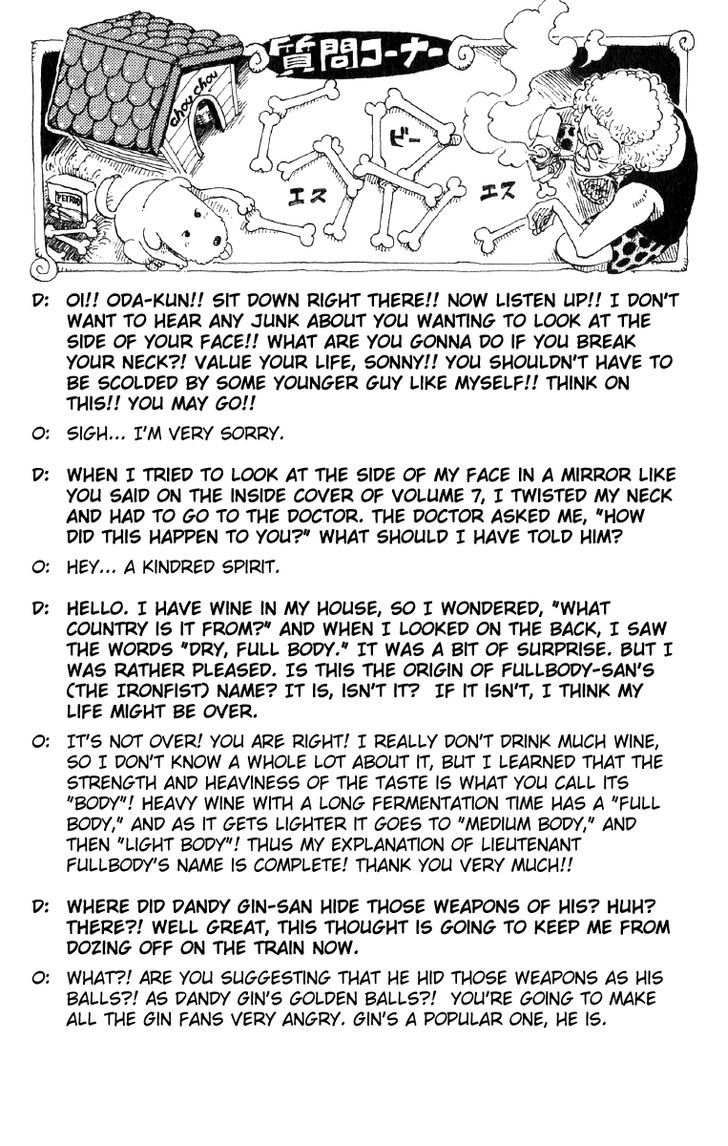 質問コーナー
chou chou
ビー
エス
エス
D: OI!! ODA-KUN!! SIT DOWN RIGHT THERE!! NOW LISTEN UP!! I DON'T
WANT TO HEAR ANY JUNK ABOUT YOU WANTING TO LOOK AT THE
SIDE OF YOUR FACE!! WHAT ARE YOU GONNA DO IF YOU BREAK
YOUR NECK?! VALUE YOUR LIFE, SONNY!! YOU SHOULDN'T HAVE TO
BE SCOLDED BY SOME YOUNGER GUY LIKE MYSELF!! THINK ON
THIS!! YOU MAY GO!!
O: SIGH... I'M VERY SORRY.
D: WHEN I TRIED TO LOOK AT THE SIDE OF MY FACE IN A MIRROR LIKE
YOU SAID ON THE INSIDE COVER OF VOLUME 7, I TWISTED MY NECK
AND HAD TO GO TO THE DOCTOR. THE DOCTOR ASKED ME, "HOW
DID THIS HAPPEN TO YOU?" WHAT SHOULD I HAVE TOLD HIM?
O: HEY... A KINDRED SPIRIT.
D: HELLO. I HAVE WINE IN MY HOUSE, SO I WONDERED, "WHAT
COUNTRY IS IT FROM?" AND WHEN I LOOKED ON THE BACK, I SAW
THE WORDS "DRY, FULL BODY." IT WAS A BIT OF SURPRISE. BUT I
WAS RATHER PLEASED. IS THIS THE ORIGIN OF FULLBODY-SAN'S
(THE IRONFIST) NAME? IT IS, ISN'T IT? IF IT ISN'T, I THINK MY
LIFE MIGHT BE OVER.
O: IT'S NOT OVER! YOU ARE RIGHT! I REALLY DON'T DRINK MUCH WINE,
SO I DON'T KNOW A WHOLE LOT ABOUT IT, BUT I LEARNED THAT THE
STRENGTH AND HEAVINESS OF THE TASTE IS WHAT YOU CALL ITS
"BODY"! HEAVY WINE WITH A LONG FERMENTATION TIME HAS A "FULL
BODY," AND AS IT GETS LIGHTER IT GOES TO "MEDIUM BODY," AND
THEN "LIGHT BODY"! THUS MY EXPLANATION OF LIEUTENANT
FULLBODY'S NAME IS COMPLETE! THANK YOU VERY MUCH!!
D: WHERE DID DANDY GIN-SAN HIDE THOSE WEAPONS OF HIS? HUH?
THERE?! WELL GREAT, THIS THOUGHT IS GOING TO KEEP ME FROM
DOZING OFF ON THE TRAIN NOW.
O: WHAT?! ARE YOU SUGGESTING THAT HE HID THOSE WEAPONS AS HIS
BALLS?! AS DANDY GIN'S GOLDEN BALLS?! YOU'RE GOING TO MAKE
ALL THE GIN FANS VERY ANGRY. GIN'S A POPULAR ONE, HE IS.